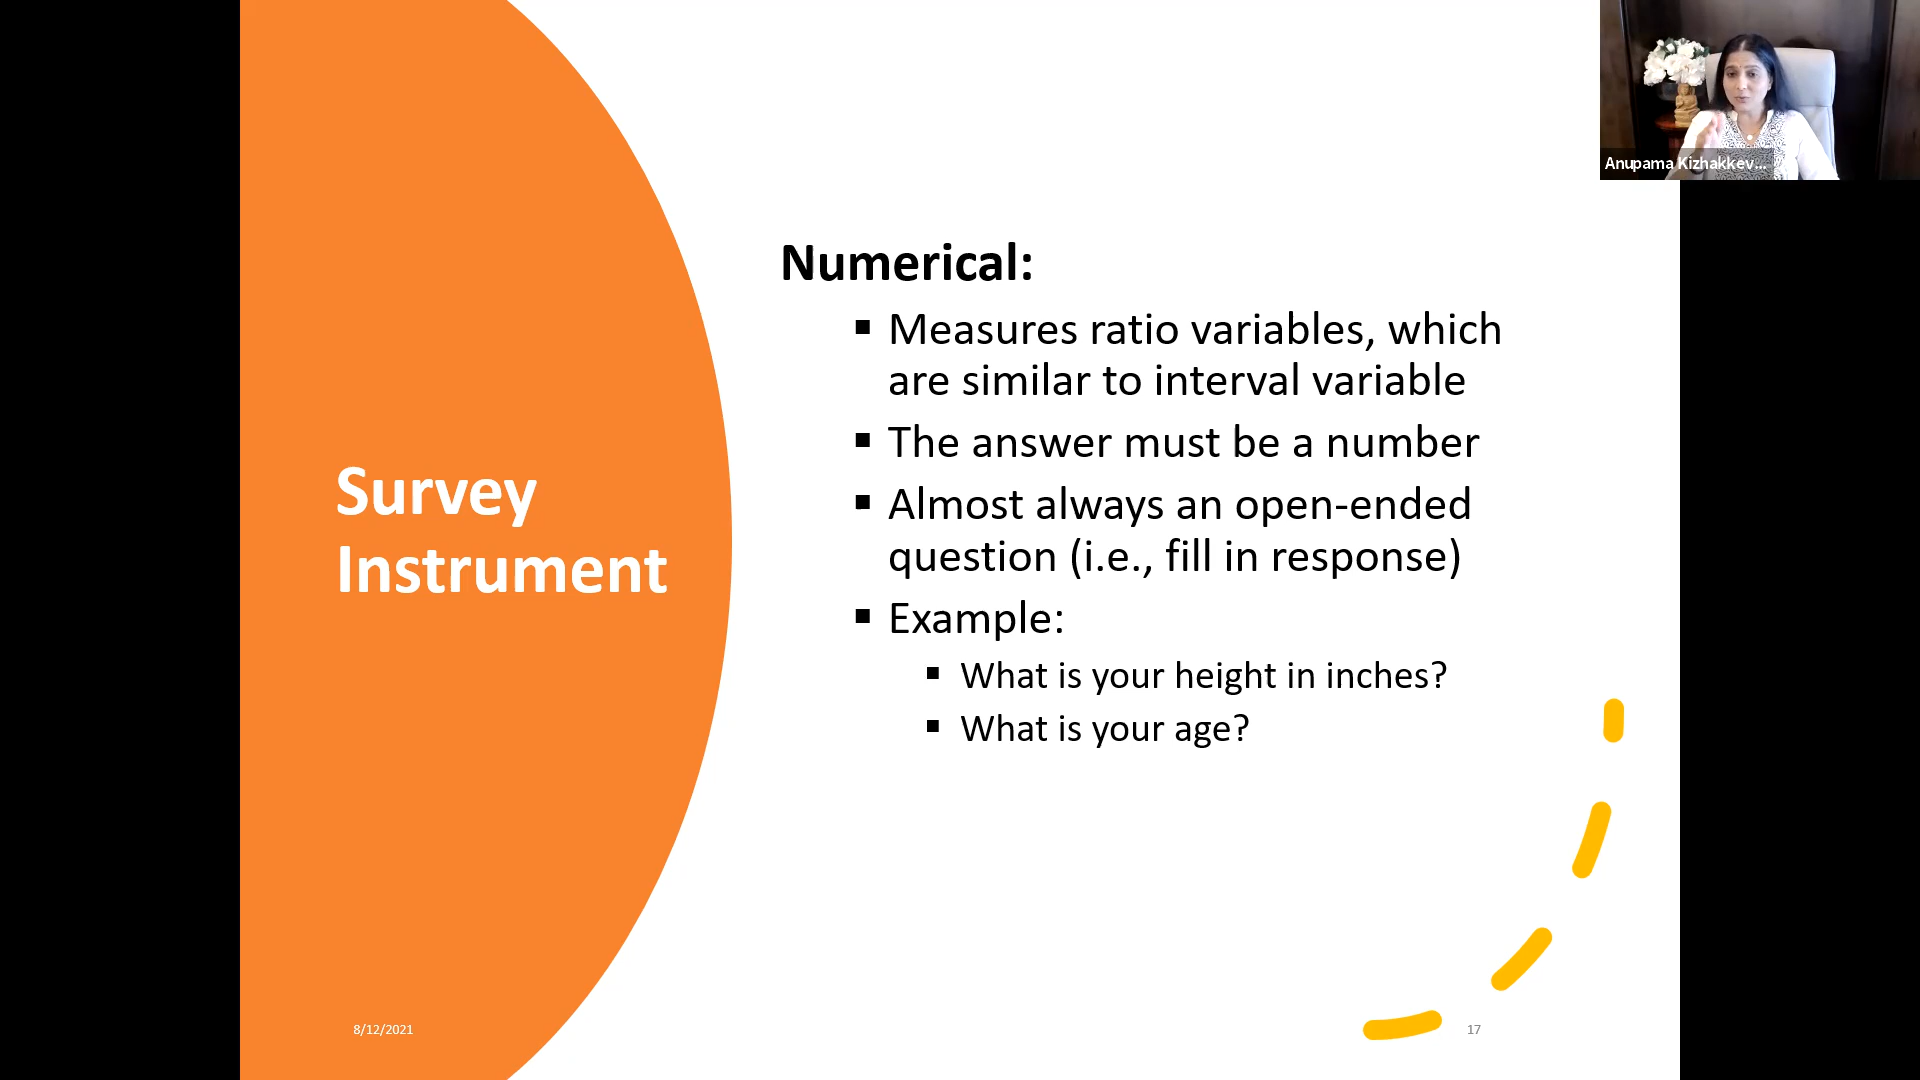 Survey
Instrument
Numerical:
▪ Measures ratio variables, which
are similar to interval variable
▪ The answer must be a number
▪ Almost always an open-ended
question (i.e., fill in response)
▪ Example:
▪ What is your height in inches?
▪ What is your age?
8/12/2021
17
Anupama Kizhakkev...